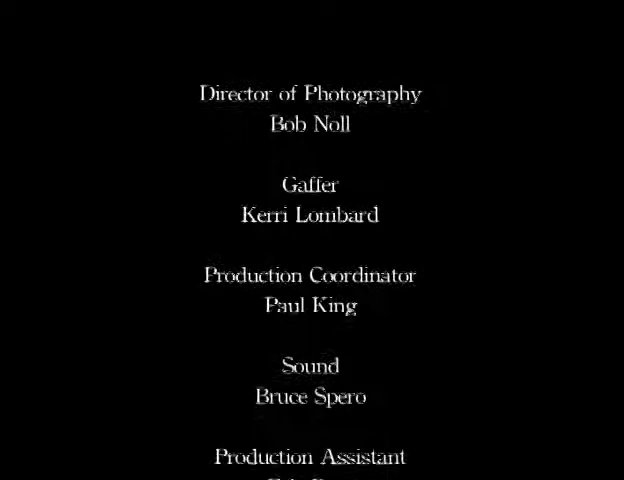 Director of Photography
Bob Noll
Gaffer
Kerri Lombard
Production Coordinator
Paul King
Sound
Bruce Spero
Production Assistant